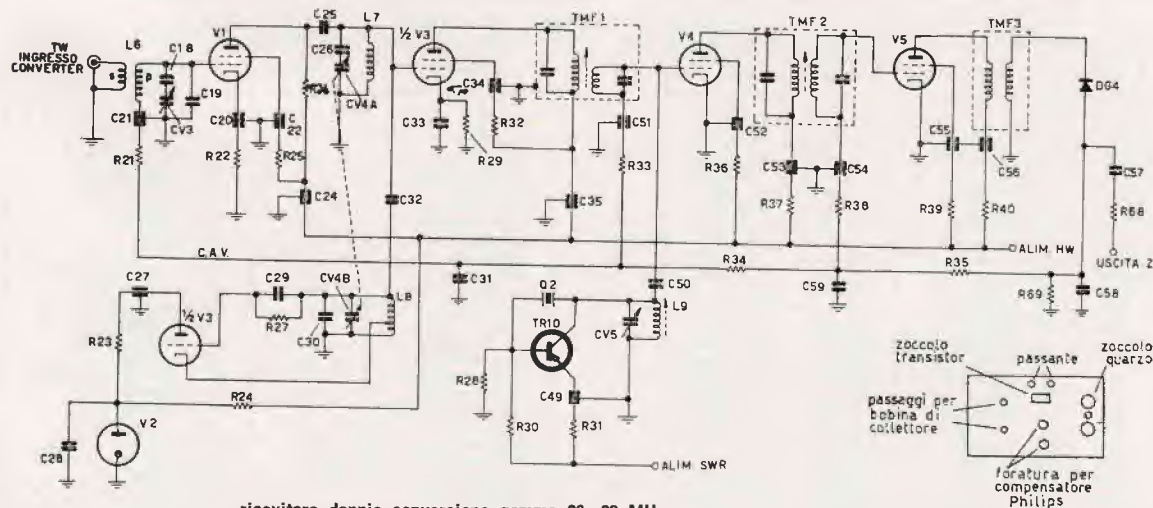 TW
INGRESSO
CONVERTER
L6
S
P
C18
C19
CV3
C21
R21
V1
C20
R22
C
22
R25
C24
C25
L7
C26
CV4A
½ V3
C33
R29
C34
R32
TMF1
C51
R33
C35
C32
V4
C52
R36
TMF2
C53
C54
R37
R38
V5
TMF3
C55
C56
R39
R40
DG4
C57
R68
USCITA Z
ALIM. HW
C.A.V.
C31
R34
C59
R35
R69
C58
C27
R23
½ V3
C29
R27
C30
CV4B
L8
R24
V2
C28
C50
Q2
TR10
CV5
L9
R28
R30
C49
R31
ALIM. SWR
zoccolo
transistor
passante
zoccolo
quarzo
passaggi per
bobina di
collettore
foratura per
compensatore
Philips